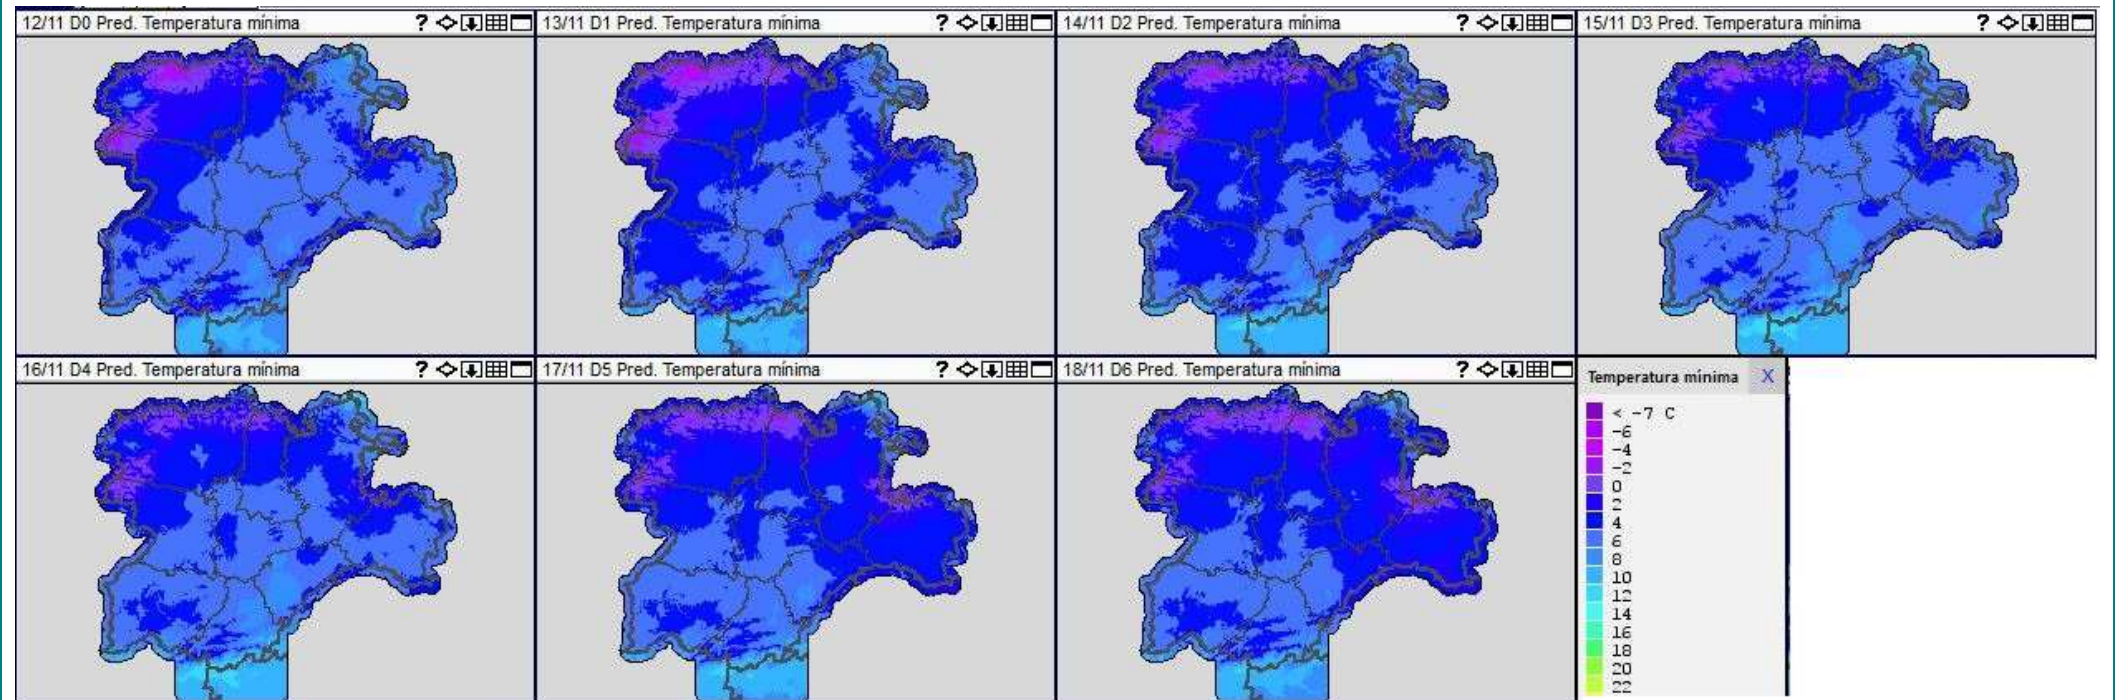 12/11 D0 Pred. Temperatura mínima ?
13/11 D1 Pred. Temperatura mínima ?
14/11 D2 Pred. Temperatura mínima ?
15/11 D3 Pred. Temperatura mínima ?
16/11 D4 Pred. Temperatura mínima ?
17/11 D5 Pred. Temperatura mínima ?
18/11 D6 Pred. Temperatura mínima ?
Temperatura mínima X
< -7 C
-6
-4
-2
0
2
4
6
8
10
12
14
16
18
20
22